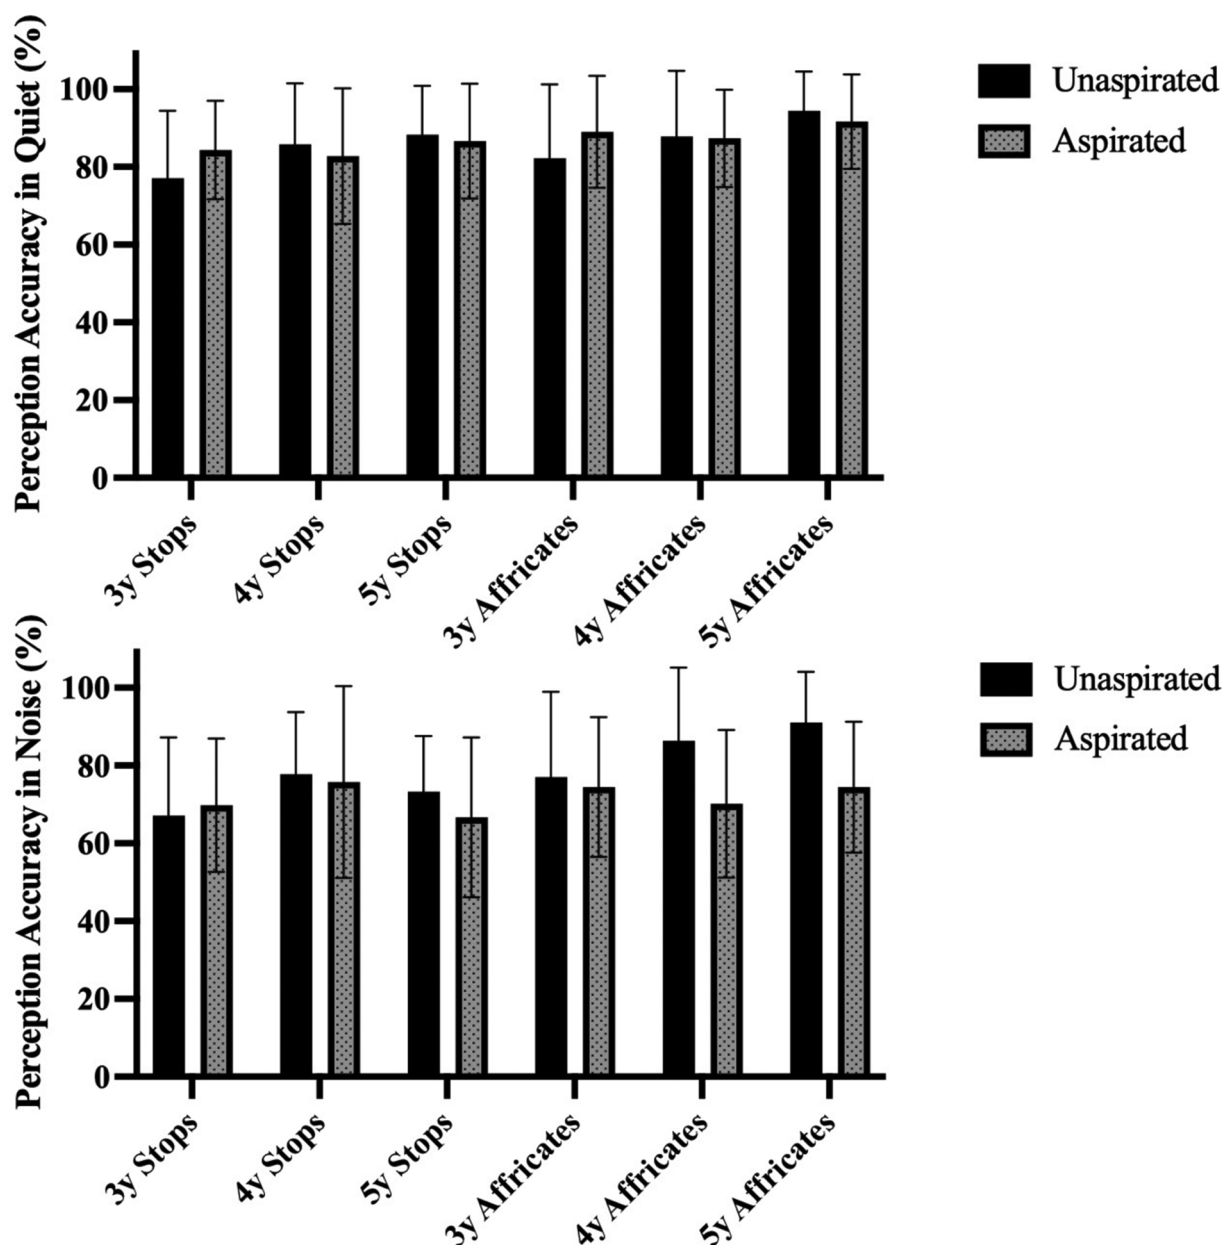 Perception Accuracy in Quiet (%)
100
80
60
40
20
0
3y Stops
4y Stops
5y Stops
3y Affricates
4y Affricates
5y Affricates
Unaspirated
Aspirated
Perception Accuracy in Noise (%)
100
80
60
40
20
0
3y Stops
4y Stops
5y Stops
3y Affricates
4y Affricates
5y Affricates
Unaspirated
Aspirated